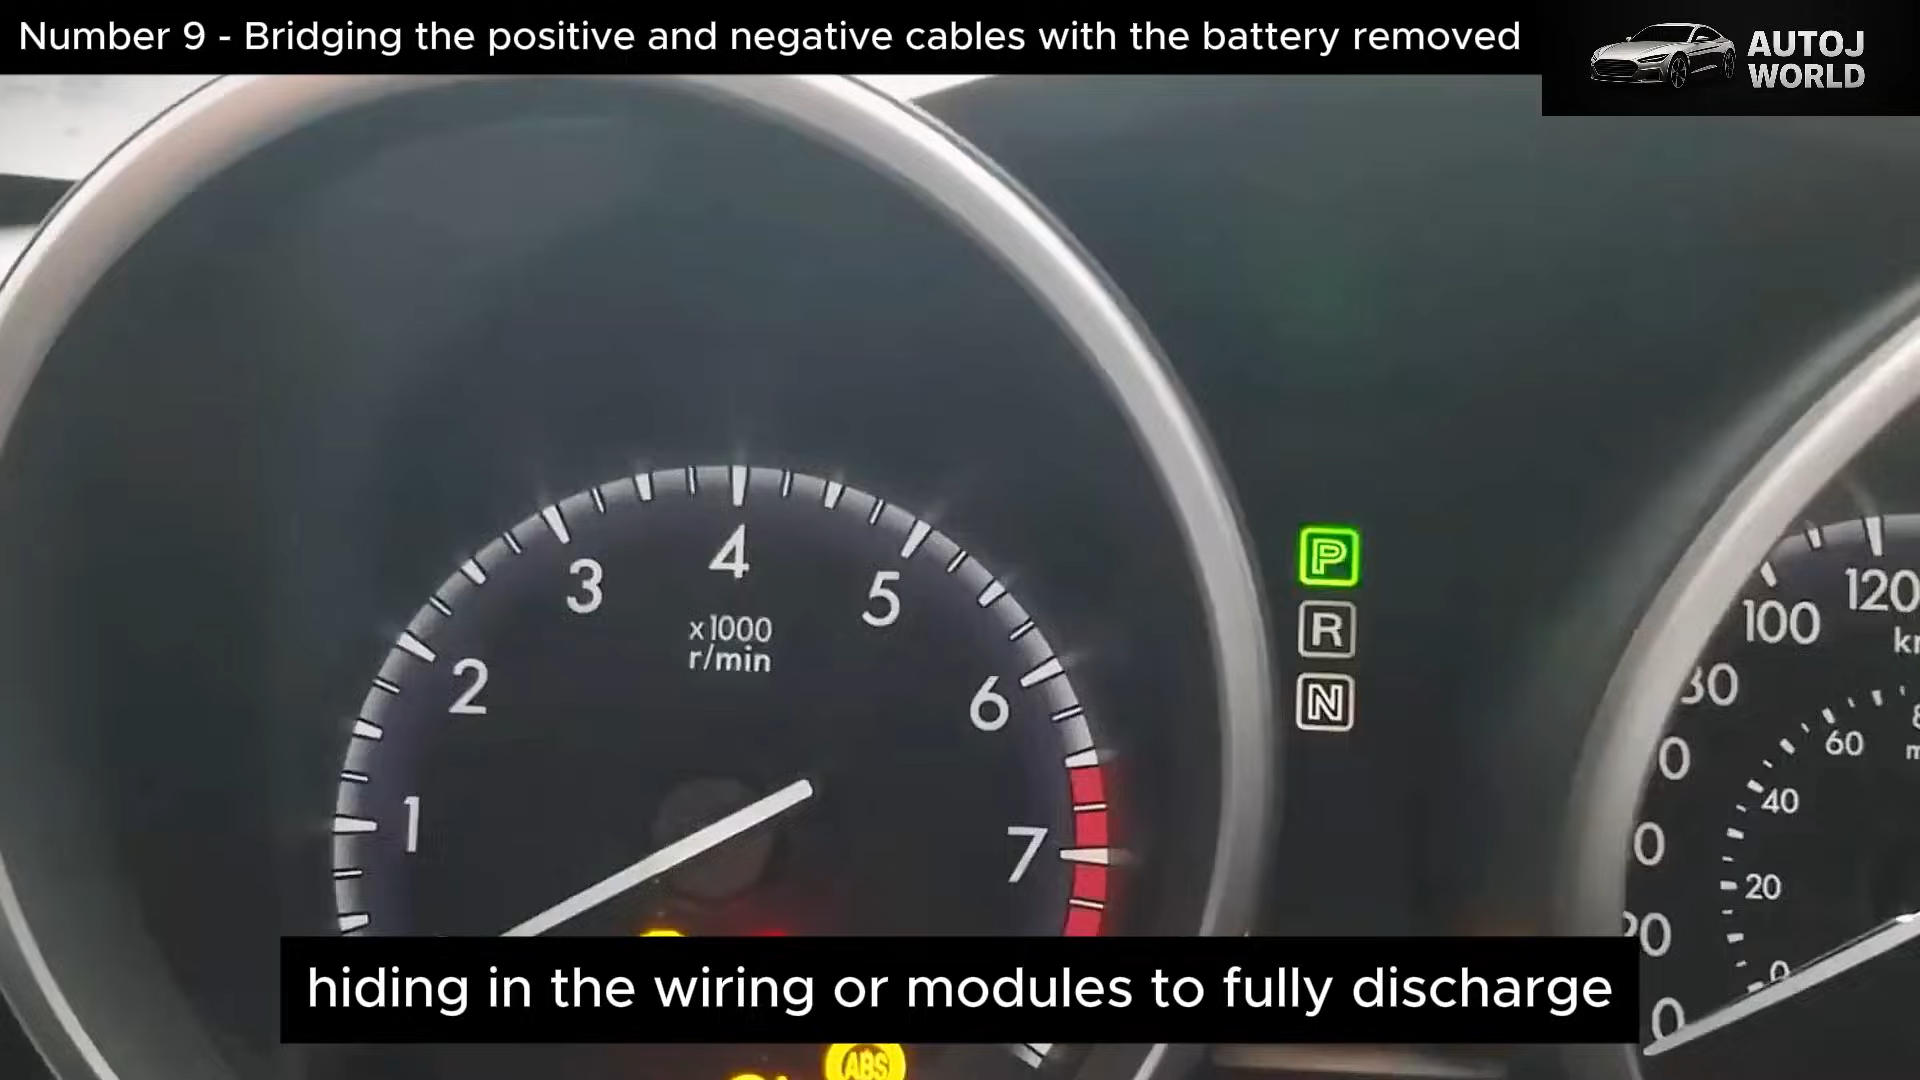 Number 9 - Bridging the positive and negative cables with the battery removed
AUTOJ
WORLD
4
3
5
x1000
r/min
2
6
1
7
P
R
N
120
100
60
40
20
0
0
hiding in the wiring or modules to fully discharge
ABS